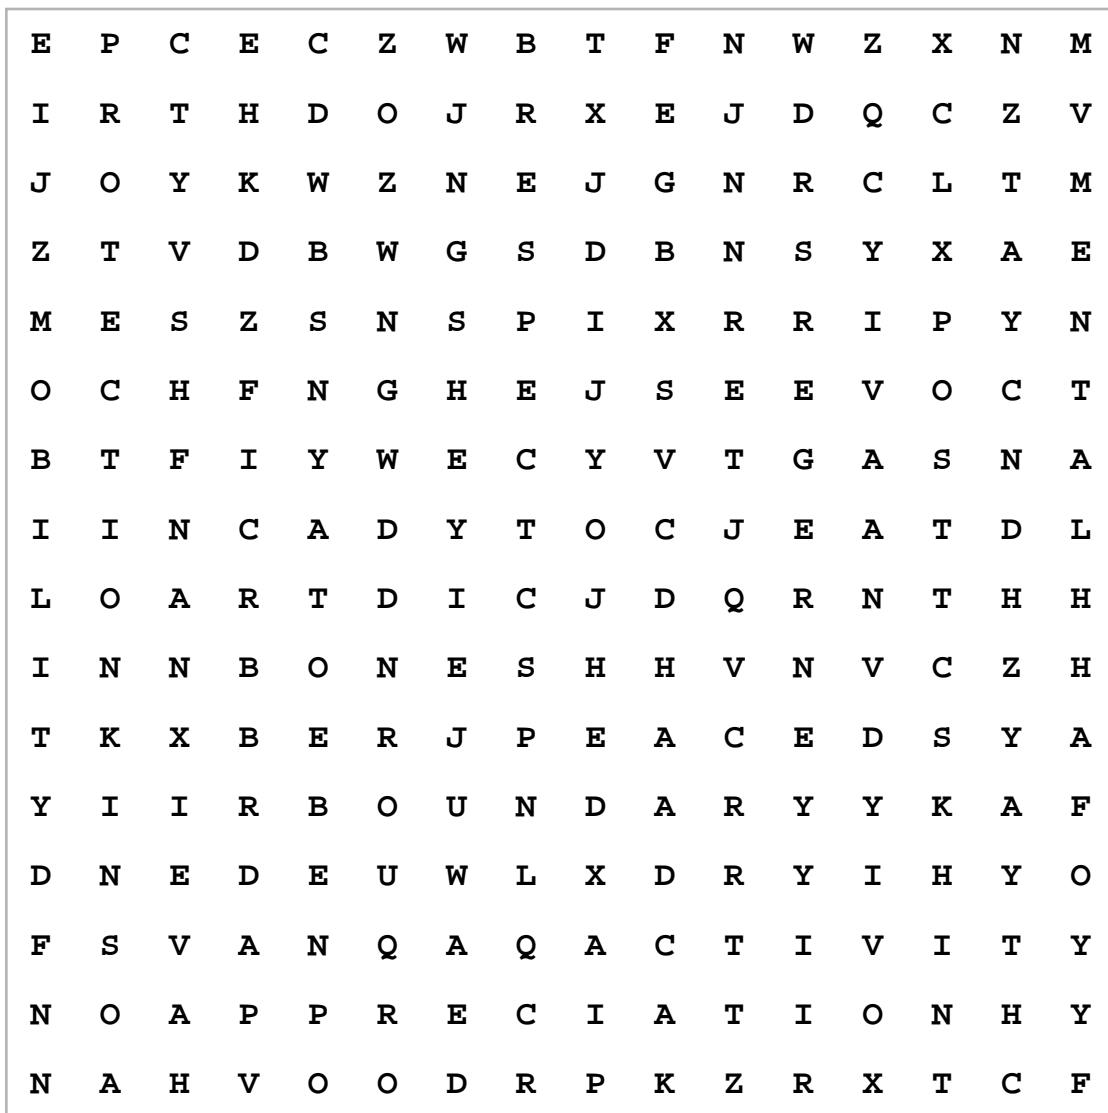 E P C E C Z W B T F N W Z X N M
I R T H D O J R X E J D Q C Z V
J O Y K W Z N E J G N R C L T M
Z T V D B W G S D B N S Y X A E
M E S Z S N S P I X R R I P Y N
O C H F N G H E J S E E V O C T
B T F I Y W E C Y V T G A S N A
I I N C A D Y T O C J E A T D L
L O A R T D I C J D Q R N T H H
I N N B O N E S H H V N V C Z H
T K X B E R J P E A C E D S Y A
Y I I R B O U N D A R Y Y K A F
D N E D E U W L X D R Y I H Y O
F S V A N Q A Q A C T I V I T Y
N O A P P R E C I A T I O N H Y
N A H V O O D R P K Z R X T C F